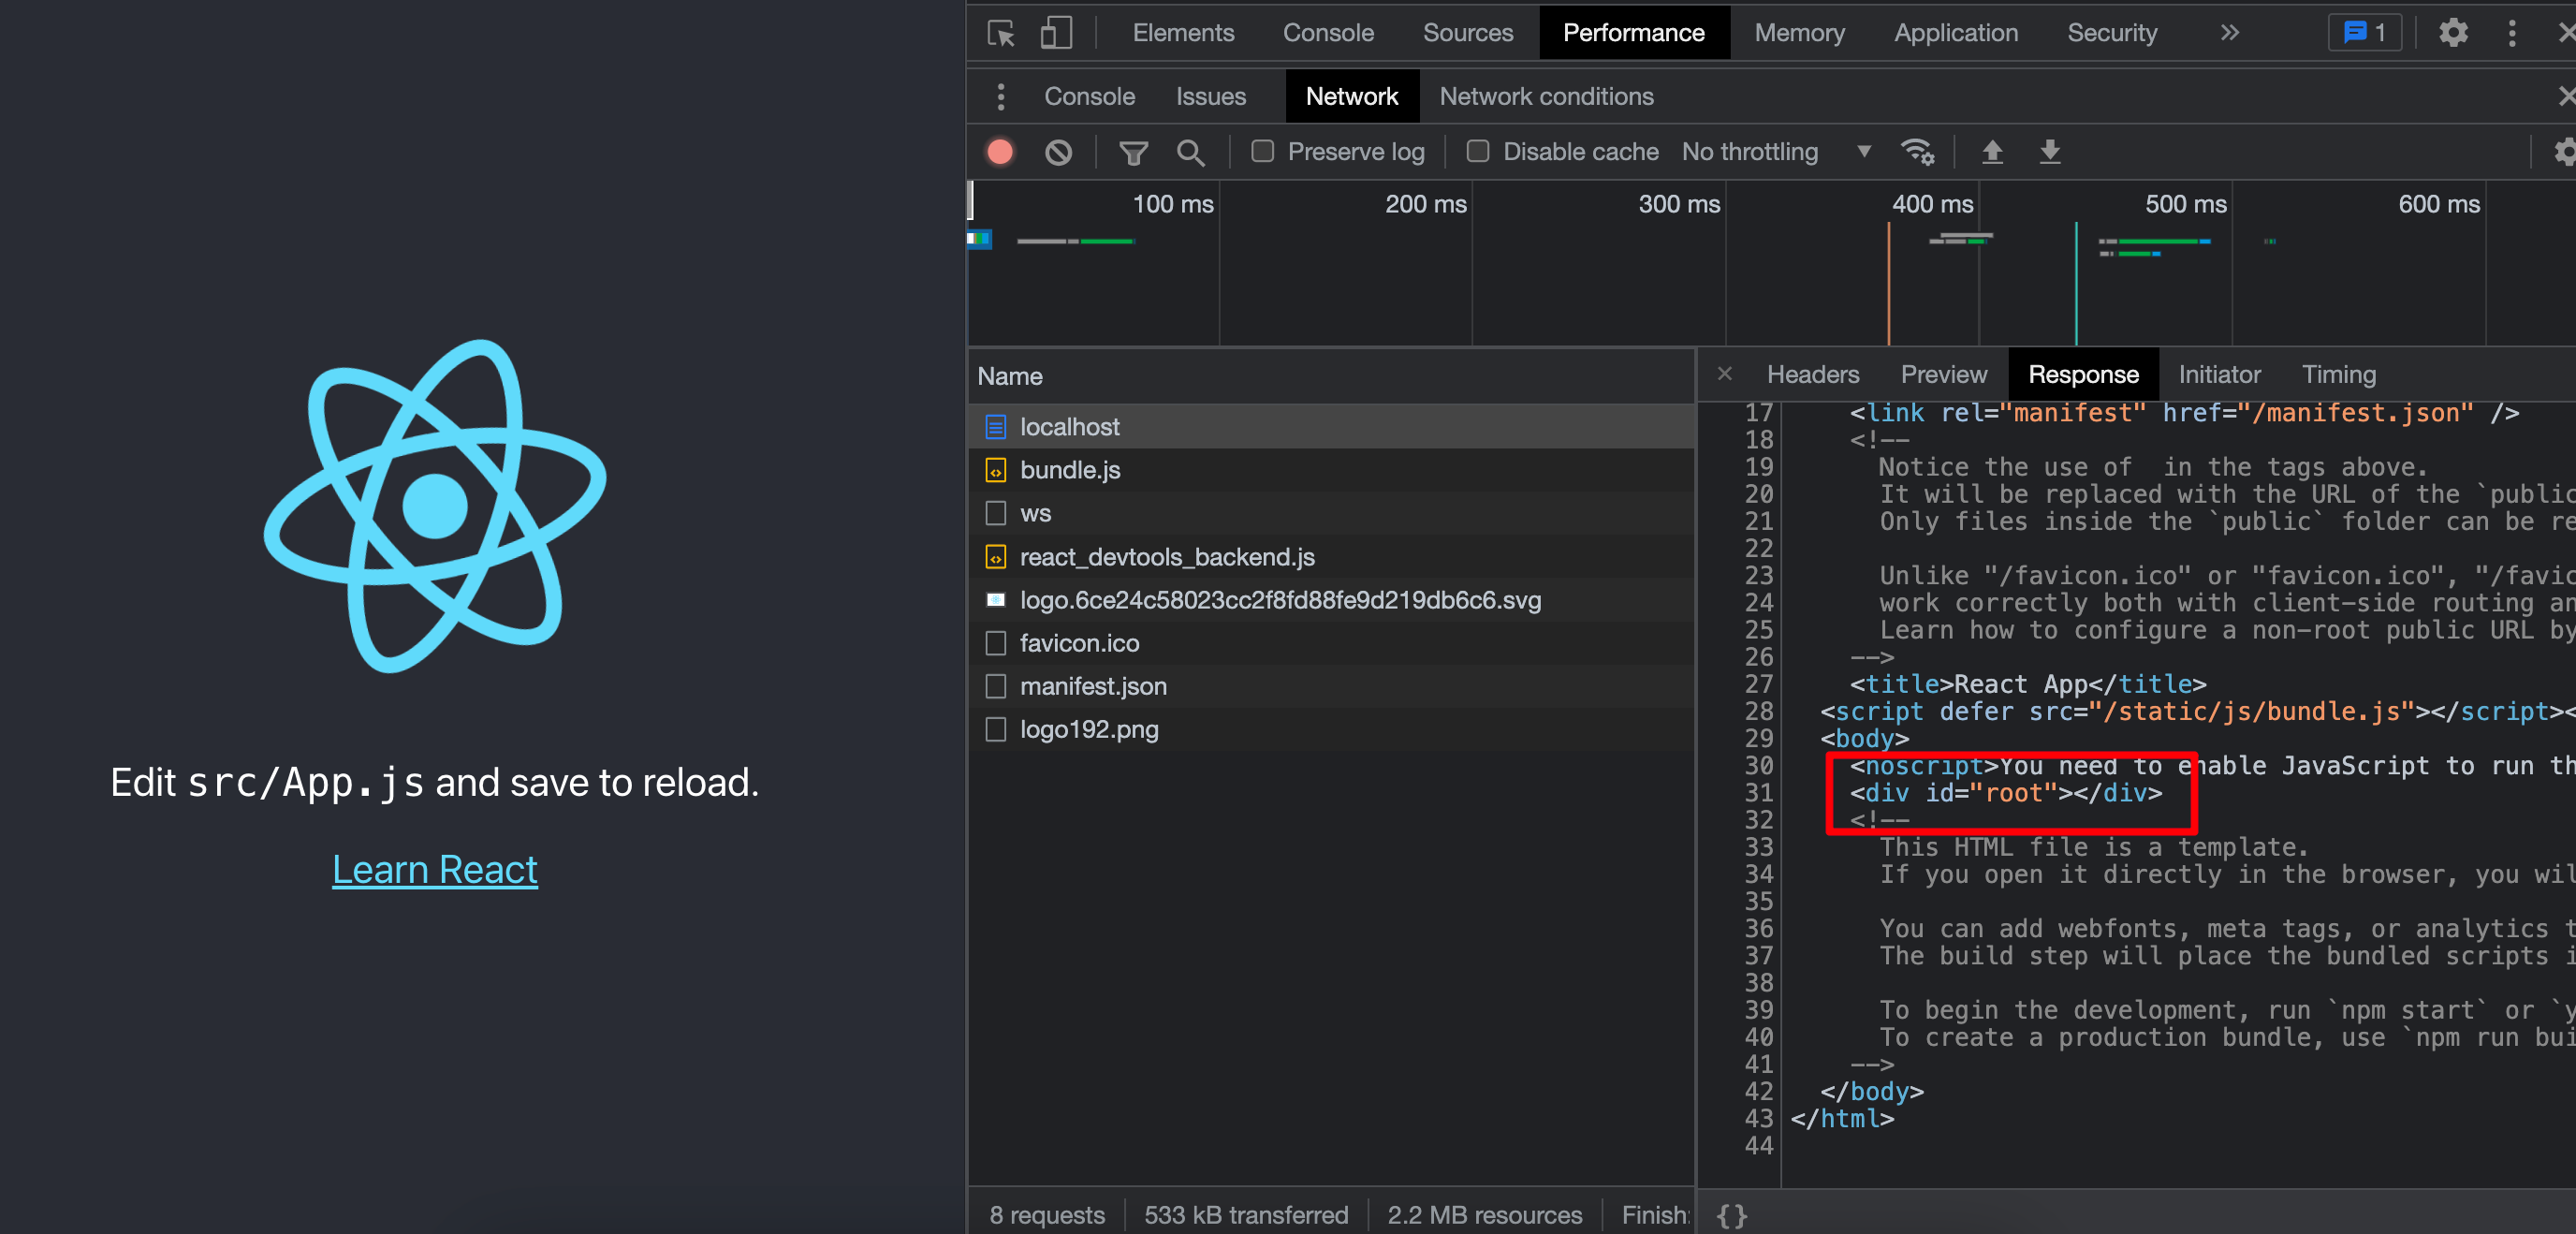 Elements Console Sources Performance Memory Application Security » 1
Console Issues Network Network conditions
Preserve log Disable cache No throttling
100 ms 200 ms 300 ms 400 ms 500 ms 600 ms
Name
localhost
bundle.js
ws
react_devtools_backend.js
logo.6ce24c58023cc2f8fd88fe9d219db6c6.svg
favicon.ico
manifest.json
logo192.png
8 requests 533 kB transferred 2.2 MB resources Finish:
Headers Preview Response Initiator Timing
17 <link rel="manifest" href="/manifest.json" />
18 <!--
19 Notice the use of  in the tags above.
20 It will be replaced with the URL of the `public
21 Only files inside the `public` folder can be re
22
23 Unlike "/favicon.ico" or "favicon.ico", "/favic
24 work correctly both with client-side routing an
25 Learn how to configure a non-root public URL by
26 -->
27 <title>React App</title>
28 <script defer src="/static/js/bundle.js"></script><
29 <body>
30 <noscript>You need to enable JavaScript to run th
31 <div id="root"></div>
32 <!--
33 This HTML file is a template.
34 If you open it directly in the browser, you wil
35
36 You can add webfonts, meta tags, or analytics t
37 The build step will place the bundled scripts i
38
39 To begin the development, run `npm start` or `y
40 To create a production bundle, use `npm run bui
41 -->
42 </body>
43 </html>
44
{}
Edit src/App.js and save to reload.
Learn React